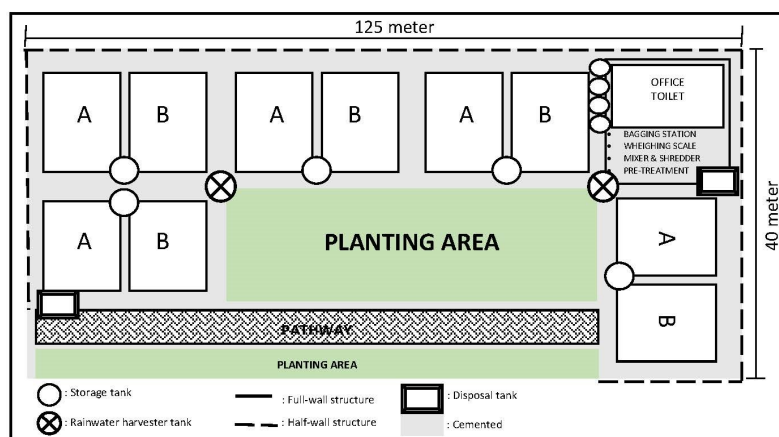 125 meter
40 meter
A B
A B
A B
OFFICE
TOILET
• BAGGING STATION
• WHEIGHING SCALE
• MIXER & SHREDDER
• PRE-TREATMENT
A B
PLANTING AREA
A
B
PATHWAY
PLANTING AREA
: Storage tank
: Full-wall structure
: Disposal tank
: Rainwater harvester tank
: Half-wall structure
: Cemented